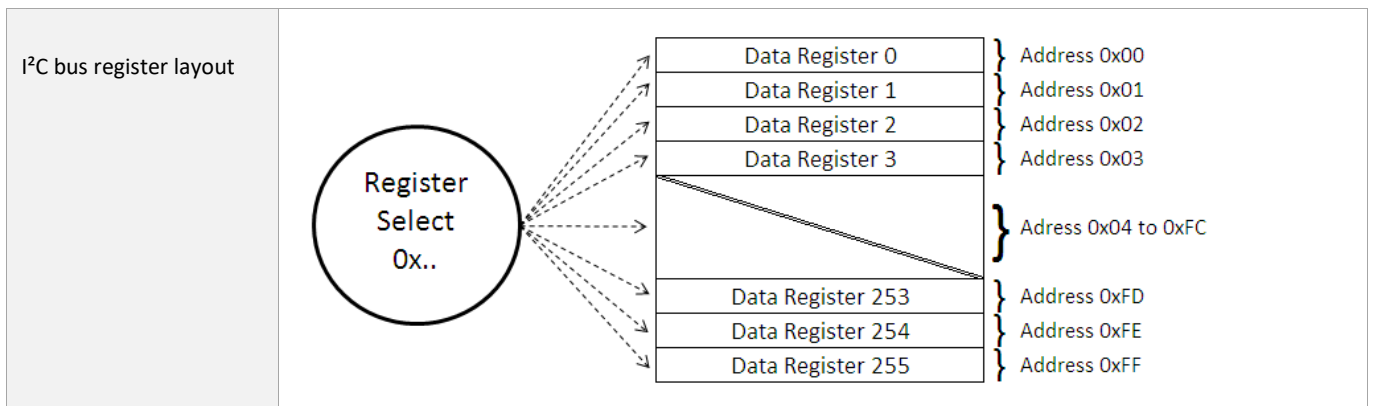 I²C bus register layout
Register
Select
0x..
Data Register 0
Address 0x00
Data Register 1
Address 0x01
Data Register 2
Address 0x02
Data Register 3
Address 0x03
Adress 0x04 to 0xFC
Data Register 253
Address 0xFD
Data Register 254
Address 0xFE
Data Register 255
Address 0xFF